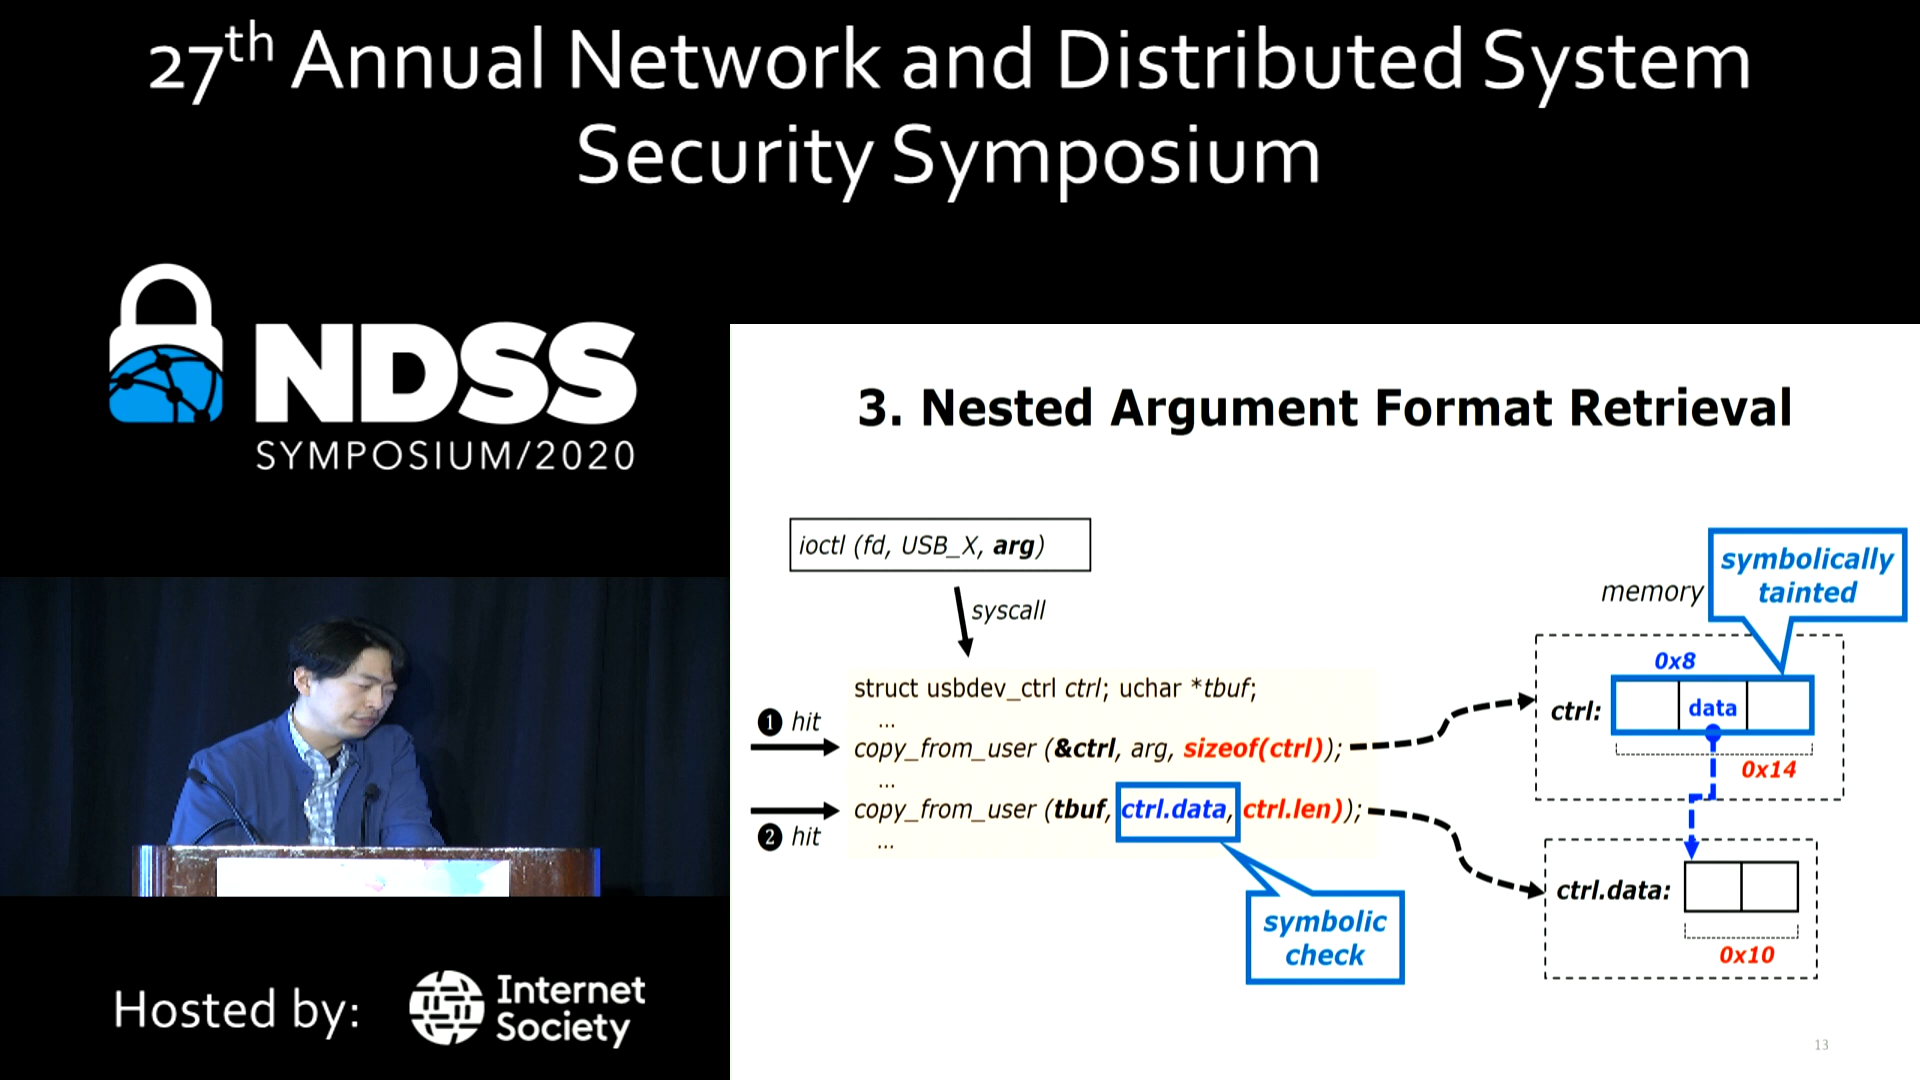 27th Annual Network and Distributed System
Security Symposium
NDSS
SYMPOSIUM/2020
3. Nested Argument Format Retrieval
ioctl (fd, USB_X, arg)
syscall
struct usbdev_ctrl ctrl; uchar *tbuf;
...
❶ hit
copy_from_user (&ctrl, arg, sizeof(ctrl));
...
copy_from_user (tbuf, ctrl.data, ctrl.len));
❷ hit
...
symbolic
check
memory
symbolically
tainted
0x8
ctrl:
data
0x14
ctrl.data:
0x10
Hosted by:
Internet
Society
13